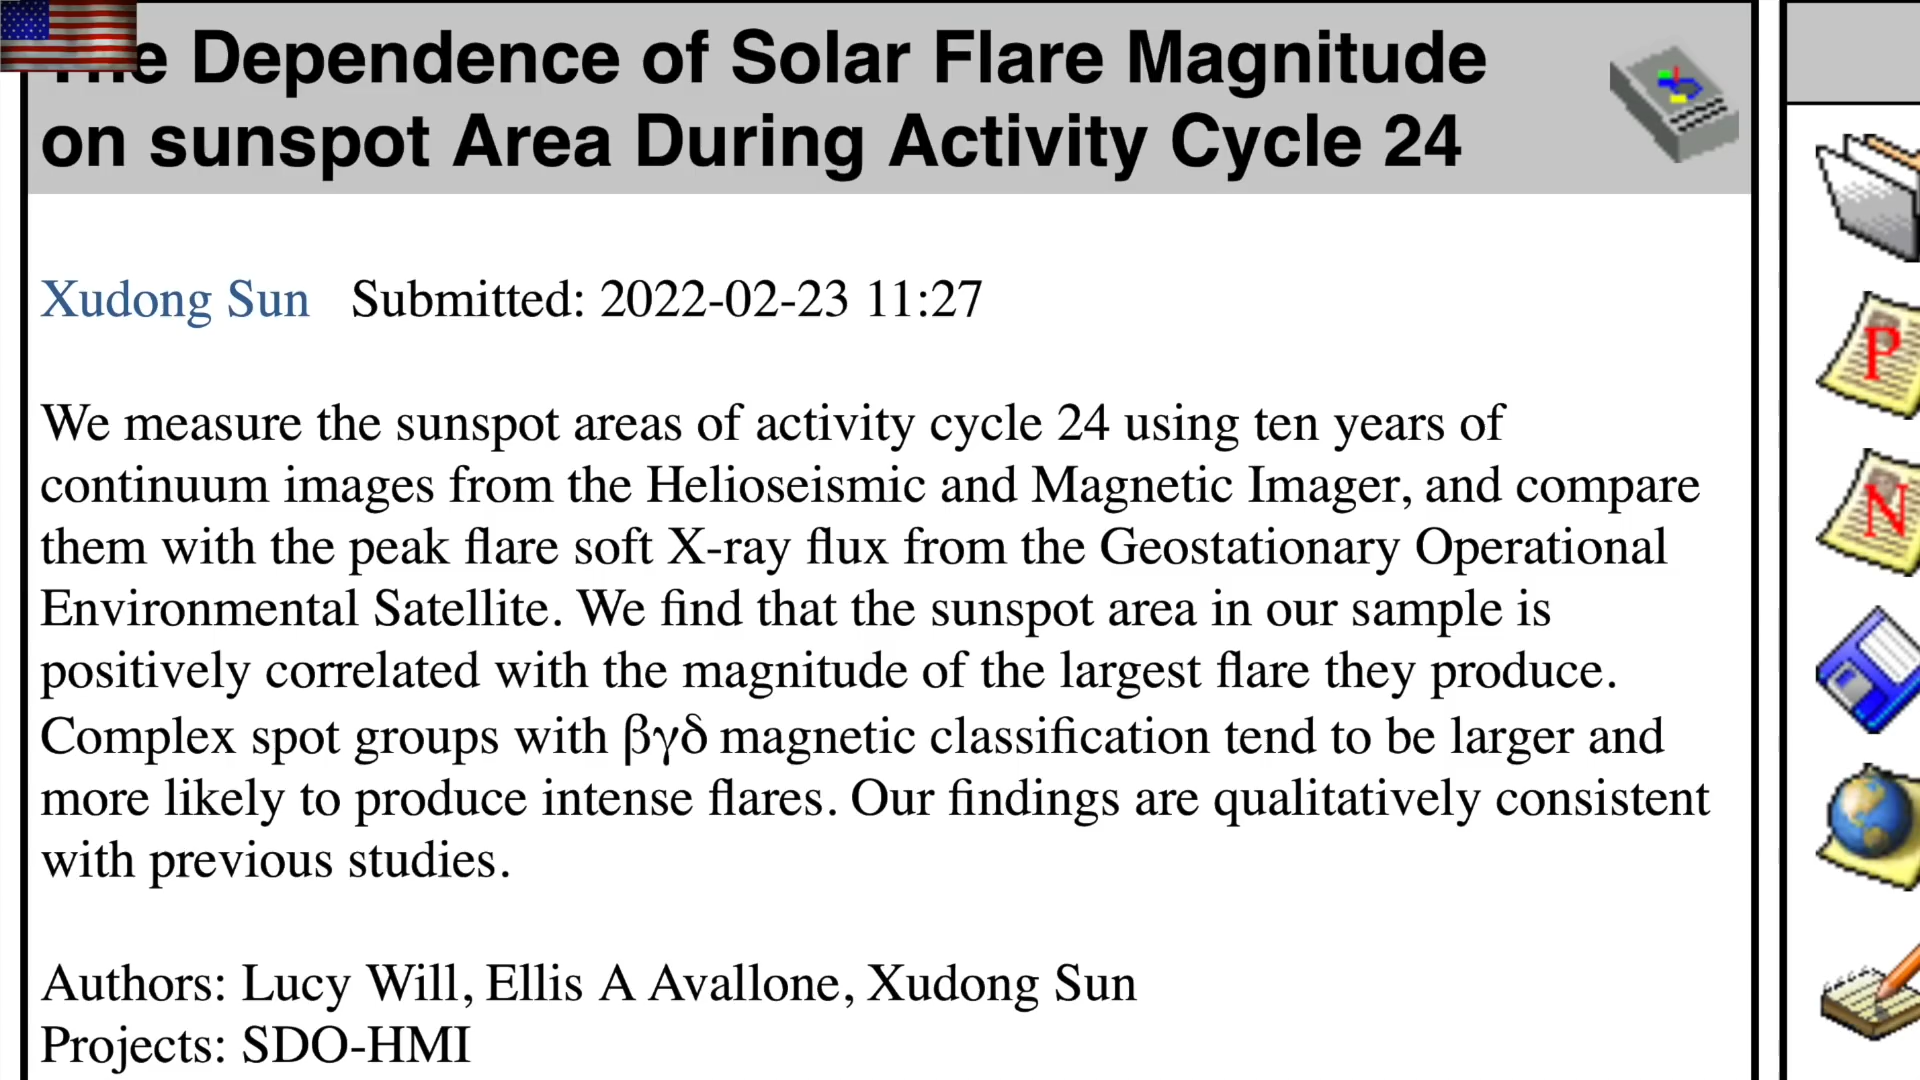 The Dependence of Solar Flare Magnitude
on sunspot Area During Activity Cycle 24
Xudong Sun Submitted: 2022-02-23 11:27
We measure the sunspot areas of activity cycle 24 using ten years of
continuum images from the Helioseismic and Magnetic Imager, and compare
them with the peak flare soft X-ray flux from the Geostationary Operational
Environmental Satellite. We find that the sunspot area in our sample is
positively correlated with the magnitude of the largest flare they produce.
Complex spot groups with βγδ magnetic classification tend to be larger and
more likely to produce intense flares. Our findings are qualitatively consistent
with previous studies.
Authors: Lucy Will, Ellis A Avallone, Xudong Sun
Projects: SDO-HMI
P
N